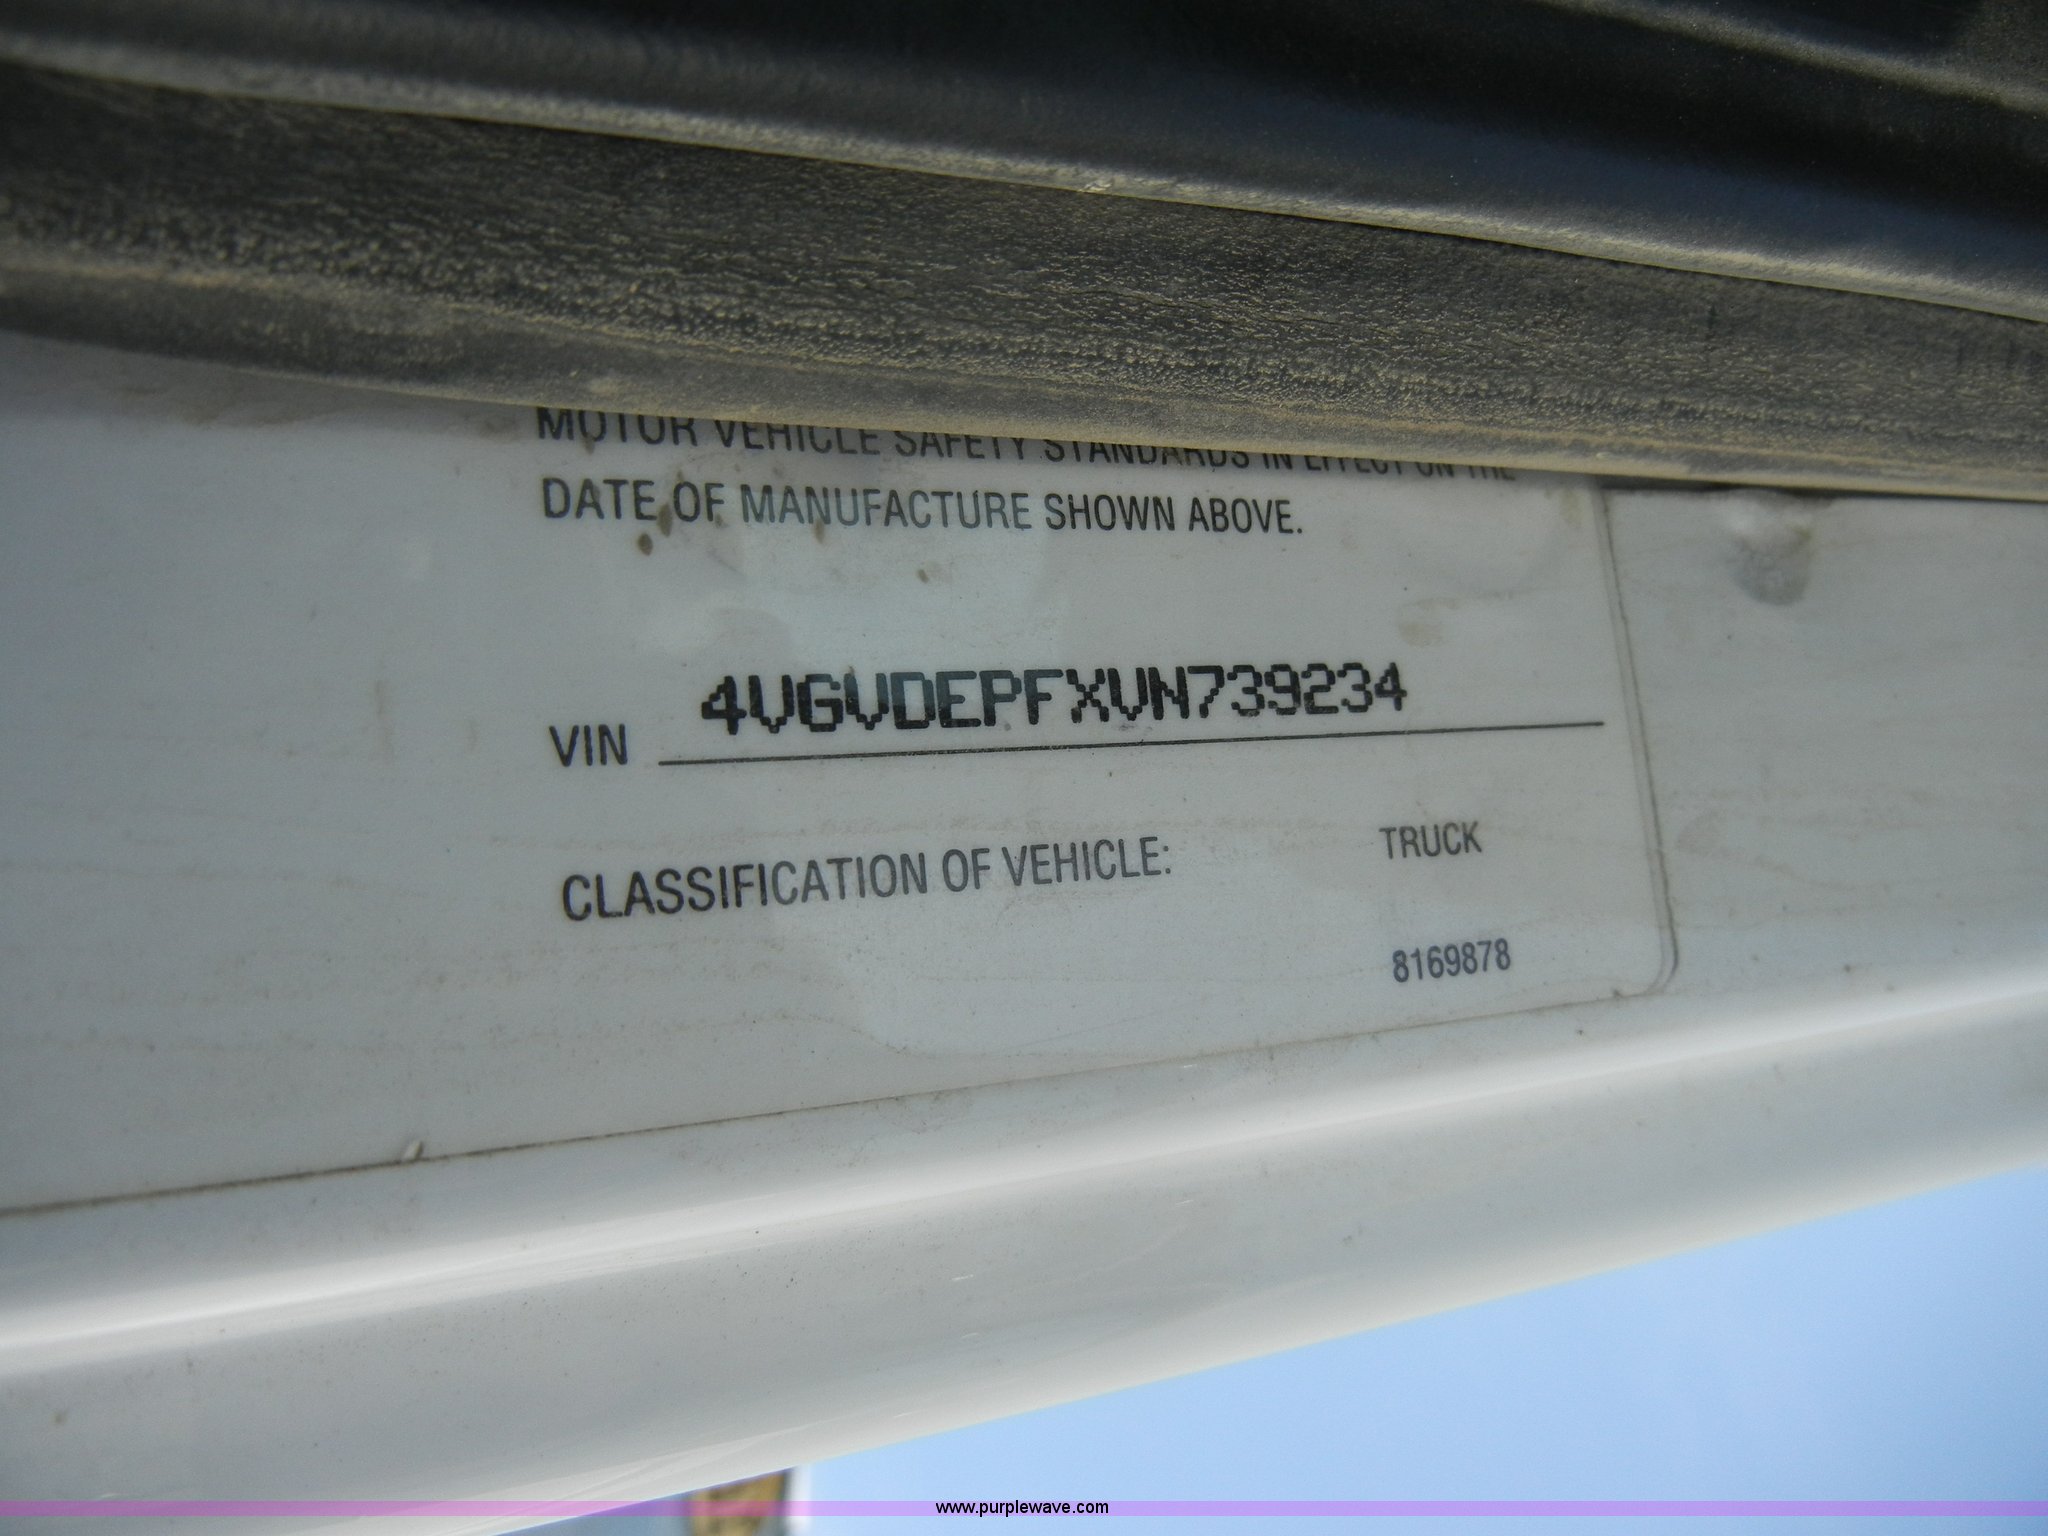 MOTOR VEHICLE SAFETY STANDARDS IN EFFECT ON THE
DATE OF MANUFACTURE SHOWN ABOVE.
VIN 4VGVDEPFXVN739234
CLASSIFICATION OF VEHICLE: TRUCK
8169878
www.purplewave.com